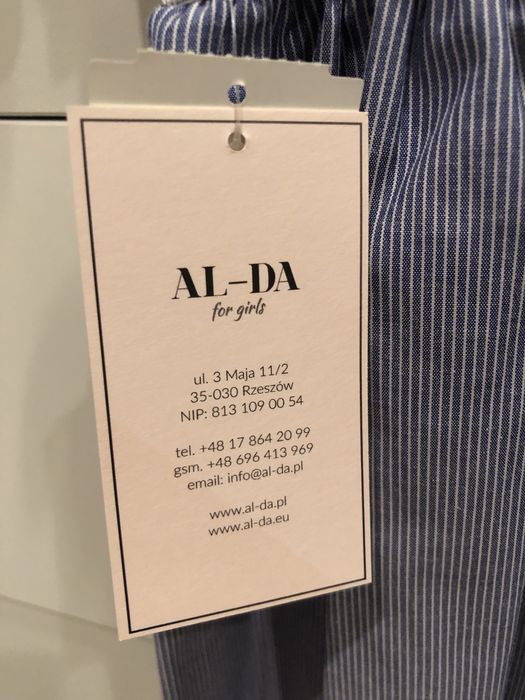 AL-DA
for girls
ul. 3 Maja 11/2
35-030 Rzeszów
NIP: 813 109 00 54
tel. +48 17 864 20 99
gsm. +48 696 413 969
email: info@al-da.pl
www.al-da.pl
www.al-da.eu